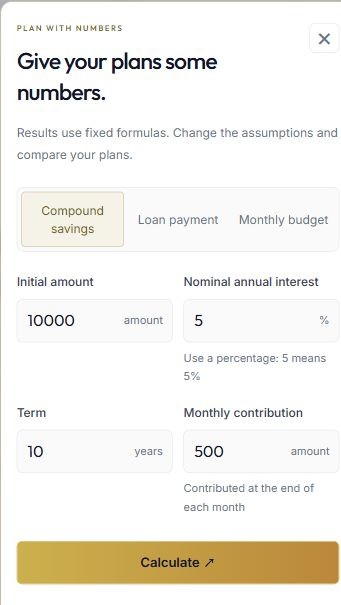 PLAN WITH NUMBERS
Give your plans some
numbers.
Results use fixed formulas. Change the assumptions and
compare your plans.
Compound
savings
Loan payment
Monthly budget
Initial amount
Nominal annual interest
10000 amount
5 %
Use a percentage: 5 means
5%
Term
Monthly contribution
10 years
500 amount
Contributed at the end of
each month
Calculate ↗